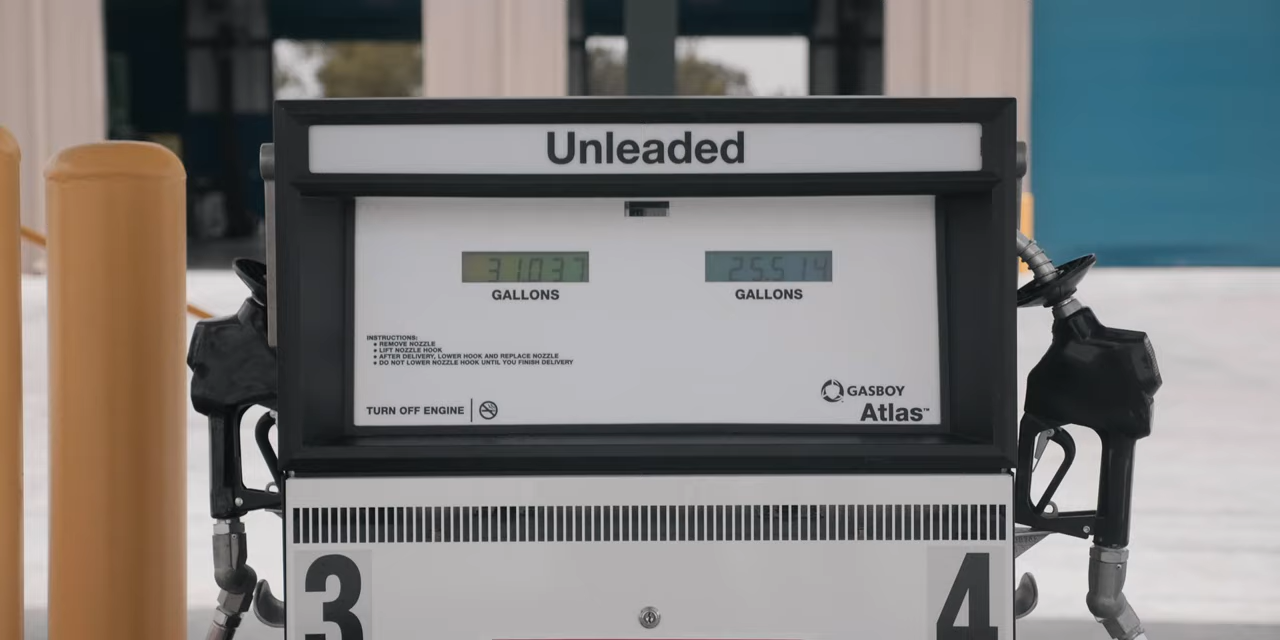 Unleaded
31.037
25.514
GALLONS
GALLONS
INSTRUCTIONS:
• REMOVE NOZZLE
• LIFT NOZZLE HOOK
• AFTER DELIVERY, LOWER HOOK AND REPLACE NOZZLE
• DO NOT LOWER NOZZLE HOOK UNTIL YOU FINISH DELIVERY
GASBOY
Atlas™
TURN OFF ENGINE
3
4